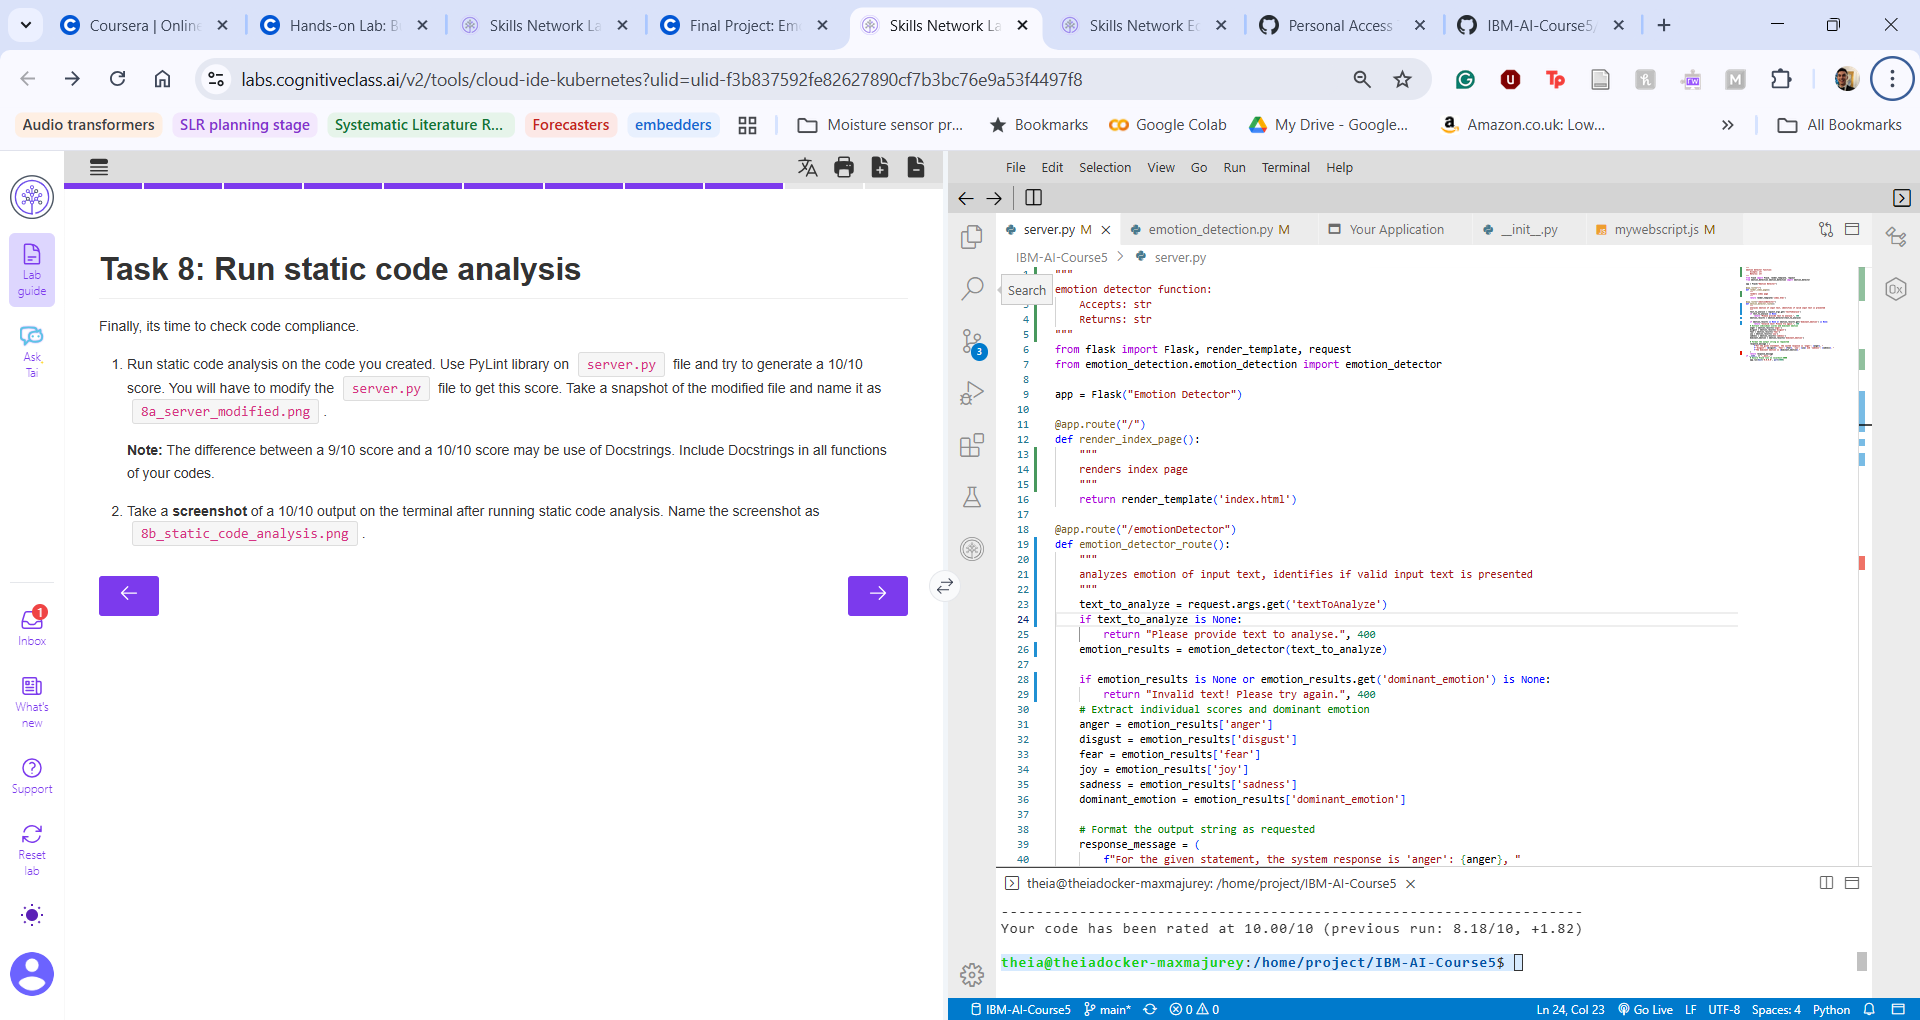 Coursera | Online
Hands-on Lab: B
Skills Network La
Final Project: Em
Skills Network La
Skills Network Ec
Personal Access
IBM-AI-Course5/
labs.cognitiveclass.ai/v2/tools/cloud-ide-kubernetes?ulid=ulid-f3b837592fe82627890cf7b3bc76e9a53f4497f8
Audio transformers
SLR planning stage
Systematic Literature R...
Forecasters
embedders
Moisture sensor pr...
Bookmarks
Google Colab
My Drive - Google...
Amazon.co.uk: Low...
All Bookmarks
Lab
guide
Ask
Tai
1
Inbox
What's
new
Support
Reset
lab
Task 8: Run static code analysis
Finally, its time to check code compliance.
1. Run static code analysis on the code you created. Use PyLint library on server.py file and try to generate a 10/10
score. You will have to modify the server.py file to get this score. Take a snapshot of the modified file and name it as
8a_server_modified.png .
Note: The difference between a 9/10 score and a 10/10 score may be use of Docstrings. Include Docstrings in all functions
of your codes.
2. Take a screenshot of a 10/10 output on the terminal after running static code analysis. Name the screenshot as
8b_static_code_analysis.png .
File Edit Selection View Go Run Terminal Help
server.py M
emotion_detection.py M
Your Application
__init__.py
mywebscript.js M
IBM-AI-Course5 > server.py
Search
3
1 """
emotion detector function:
3 Accepts: str
4 Returns: str
5 """
6 from flask import Flask, render_template, request
7 from emotion_detection.emotion_detection import emotion_detector
8
9 app = Flask("Emotion Detector")
10
11 @app.route("/")
12 def render_index_page():
13 """
14 renders index page
15 """
16 return render_template('index.html')
17
18 @app.route("/emotionDetector")
19 def emotion_detector_route():
20 """
21 analyzes emotion of input text, identifies if valid input text is presented
22 """
23 text_to_analyze = request.args.get('textToAnalyze')
24 if text_to_analyze is None:
25 return "Please provide text to analyse.", 400
26 emotion_results = emotion_detector(text_to_analyze)
27
28 if emotion_results is None or emotion_results.get('dominant_emotion') is None:
29 return "Invalid text! Please try again.", 400
30 # Extract individual scores and dominant emotion
31 anger = emotion_results['anger']
32 disgust = emotion_results['disgust']
33 fear = emotion_results['fear']
34 joy = emotion_results['joy']
35 sadness = emotion_results['sadness']
36 dominant_emotion = emotion_results['dominant_emotion']
37
38 # Format the output string as requested
39 response_message = (
40 f"For the given statement, the system response is 'anger': {anger}, "
theia@theiadocker-maxmajurey: /home/project/IBM-AI-Course5
-------------------------------------------------------------------
Your code has been rated at 10.00/10 (previous run: 8.18/10, +1.82)
theia@theiadocker-maxmajurey:/home/project/IBM-AI-Course5$
IBM-AI-Course5 main* 0 0 Ln 24, Col 23 Go Live LF UTF-8 Spaces: 4 Python